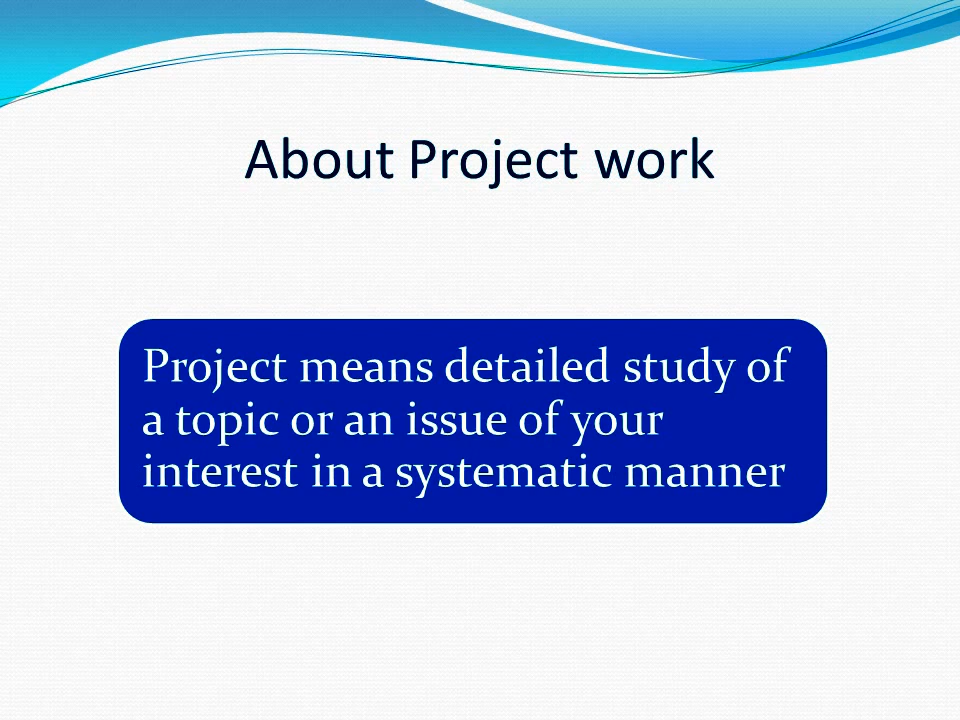 About Project work
Project means detailed study of
a topic or an issue of your
interest in a systematic manner